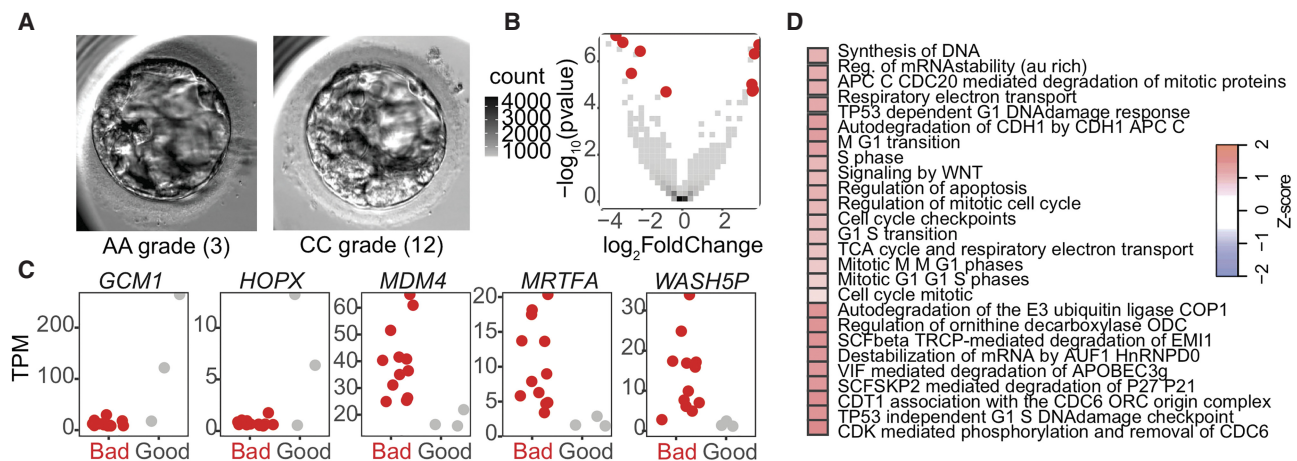 A
AA grade (3)
CC grade (12)
B
count
4000
3000
2000
1000
−log10(pvalue)
6
4
2
0
−4
−2
0
2
log2FoldChange
C
TPM
GCM1
200
100
0
Bad Good
HOPX
10
5
0
Bad Good
MDM4
60
50
40
30
20
Bad Good
MRTFA
20
15
10
5
0
Bad Good
WASH5P
30
20
10
0
Bad Good
D
Synthesis of DNA
Reg. of mRNAstability (au rich)
APC C CDC20 mediated degradation of mitotic proteins
Respiratory electron transport
TP53 dependent G1 DNAdamage response
Autodegradation of CDH1 by CDH1 APC C
M G1 transition
S phase
Signaling by WNT
Regulation of apoptosis
Regulation of mitotic cell cycle
Cell cycle checkpoints
G1 S transition
TCA cycle and respiratory electron transport
Mitotic M M G1 phases
Mitotic G1 G1 S phases
Cell cycle mitotic
Autodegradation of the E3 ubiquitin ligase COP1
Regulation of ornithine decarboxylase ODC
SCFbeta TRCP-mediated degradation of EMI1
Destabilization of mRNA by AUF1 HnRNPD0
VIF mediated degradation of APOBEC3g
SCFSKP2 mediated degradation of P27 P21
CDT1 association with the CDC6 ORC origin complex
TP53 independent G1 S DNAdamage checkpoint
CDK mediated phosphorylation and removal of CDC6
2
1
0
−1
−2
Z-score